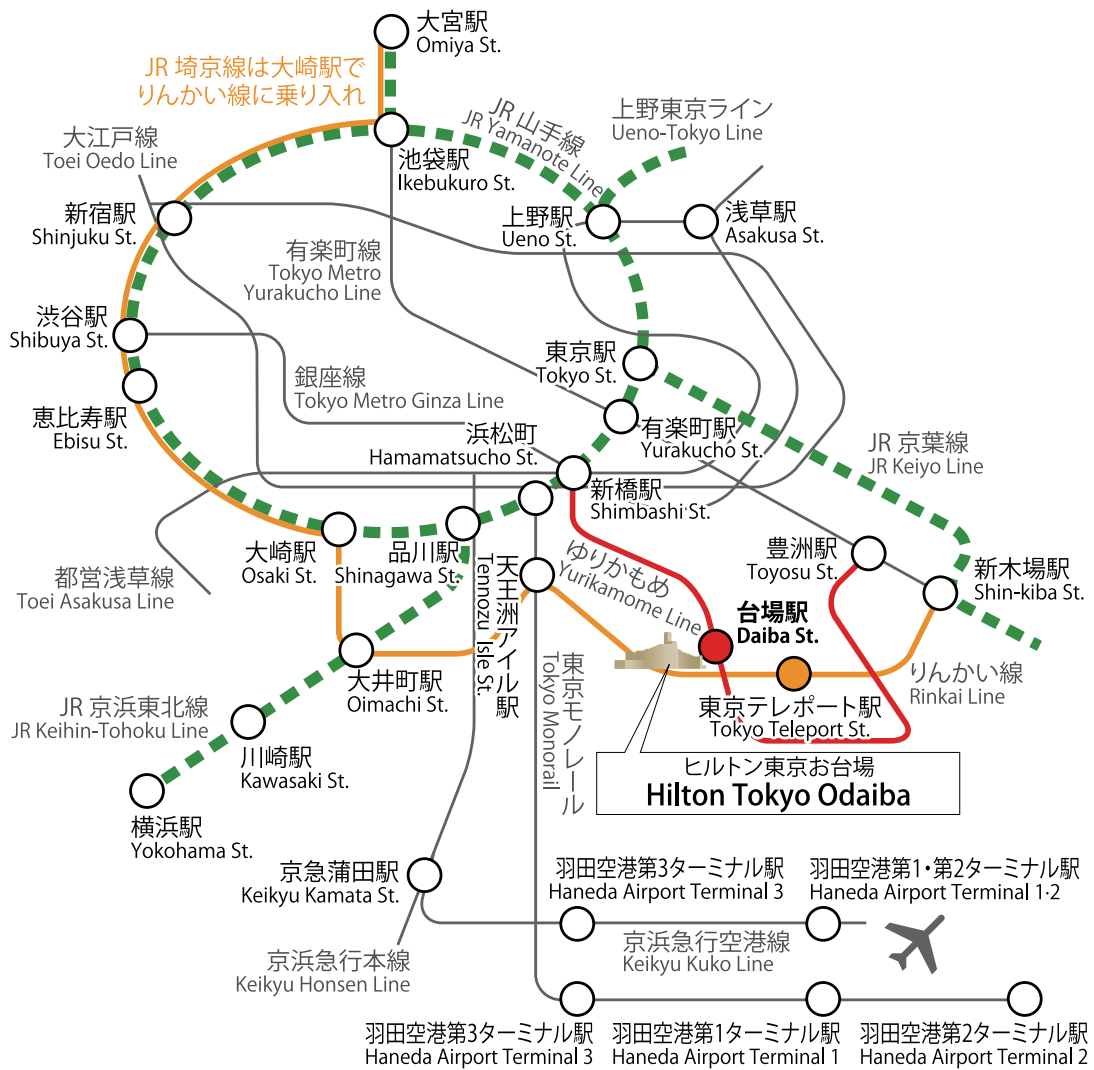 大宮駅
Omiya St.
JR 埼京線は大崎駅で
りんかい線に乗り入れ
JR 山手線
JR Yamanote Line
上野東京ライン
Ueno-Tokyo Line
大江戸線
Toei Oedo Line
池袋駅
Ikebukuro St.
新宿駅
Shinjuku St.
上野駅
Ueno St.
浅草駅
Asakusa St.
有楽町線
Tokyo Metro
Yurakucho Line
渋谷駅
Shibuya St.
東京駅
Tokyo St.
銀座線
Tokyo Metro Ginza Line
恵比寿駅
Ebisu St.
浜松町
Hamamatsucho St.
有楽町駅
Yurakucho St.
JR 京葉線
JR Keiyo Line
新橋駅
Shimbashi St.
大崎駅
Osaki St.
品川駅
Shinagawa St.
天王洲アイル駅
Tennozu Isle St.
ゆりかもめ
Yurikamome Line
豊洲駅
Toyosu St.
新木場駅
Shin-kiba St.
都営浅草線
Toei Asakusa Line
台場駅
Daiba St.
大井町駅
Oimachi St.
東京モノレール
Tokyo Monorail
りんかい線
Rinkai Line
東京テレポート駅
Tokyo Teleport St.
JR 京浜東北線
JR Keihin-Tohoku Line
川崎駅
Kawasaki St.
ヒルトン東京お台場
Hilton Tokyo Odaiba
横浜駅
Yokohama St.
京急蒲田駅
Keikyu Kamata St.
羽田空港第3ターミナル駅
Haneda Airport Terminal 3
羽田空港第1・第2ターミナル駅
Haneda Airport Terminal 1·2
京浜急行本線
Keikyu Honsen Line
京浜急行空港線
Keikyu Kuko Line
羽田空港第3ターミナル駅
Haneda Airport Terminal 3
羽田空港第1ターミナル駅
Haneda Airport Terminal 1
羽田空港第2ターミナル駅
Haneda Airport Terminal 2